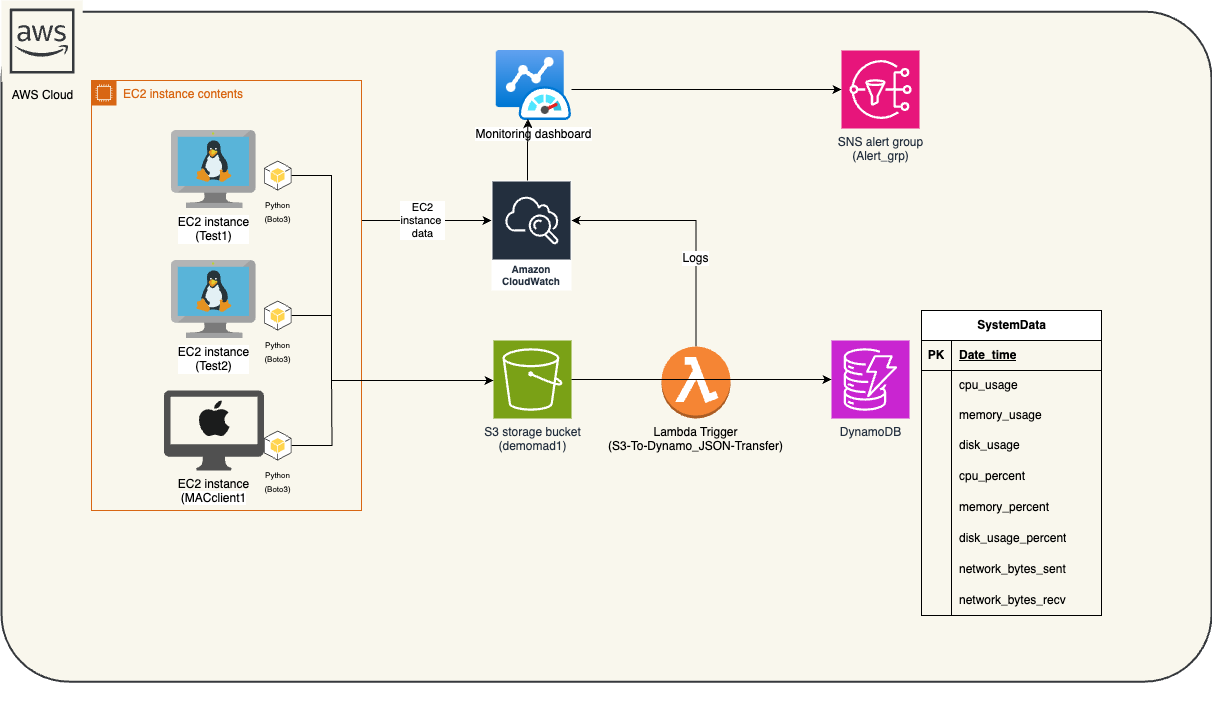 aws
AWS Cloud
EC2 instance contents
Python
(Boto3)
EC2 instance
(Test1)
Python
(Boto3)
EC2 instance
(Test2)
Python
(Boto3)
EC2 instance
(MACclient1
EC2
instance
data
Monitoring dashboard
Amazon
CloudWatch
SNS alert group
(Alert_grp)
Logs
S3 storage bucket
(demomad1)
Lambda Trigger
(S3-To-Dynamo_JSON-Transfer)
DynamoDB
SystemData
PK Date_time
cpu_usage
memory_usage
disk_usage
cpu_percent
memory_percent
disk_usage_percent
network_bytes_sent
network_bytes_recv